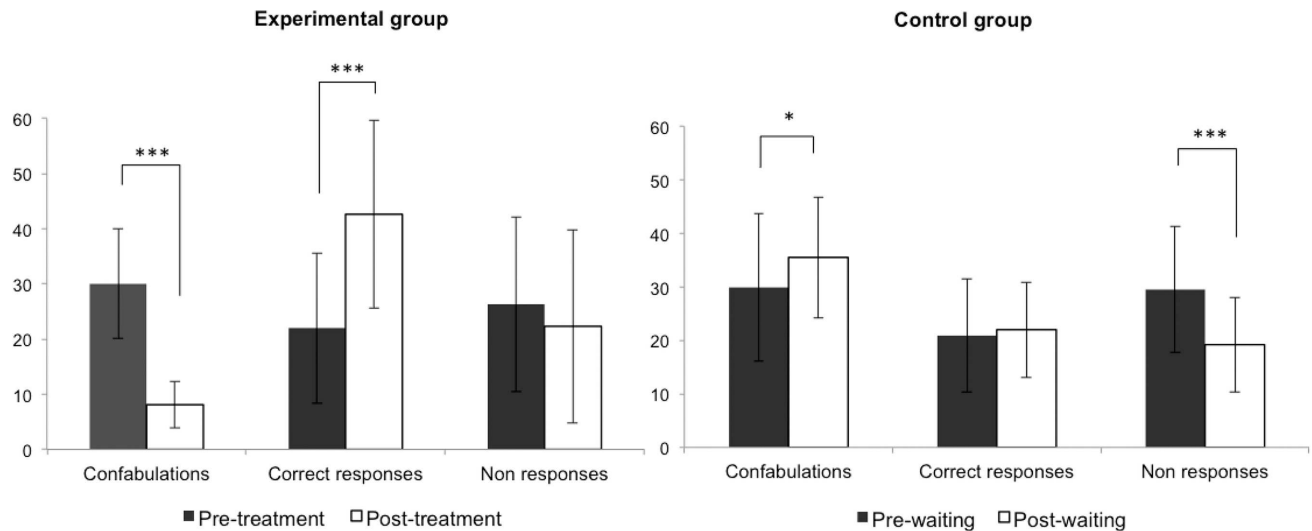 Experimental group
***
***
60
50
40
30
20
10
0
Confabulations
Correct responses
Non responses
■Pre-treatment □Post-treatment
Control group
*
***
60
50
40
30
20
10
0
Confabulations
Correct responses
Non responses
■Pre-waiting □Post-waiting